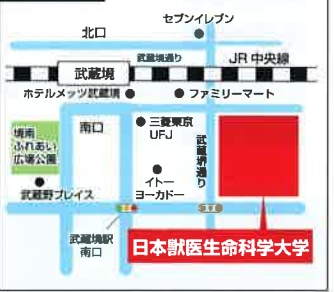 セブンイレブン
北口
武蔵境通り
JR 中央線
武蔵境
ホテルメッツ武蔵境
ファミリーマート
南口
三菱東京
UFJ
境南
ふれあい
広場公園
武蔵境通り
イトー
ヨーカドー
武蔵野プレイス
武蔵境駅
南口
日本獣医生命科学大学